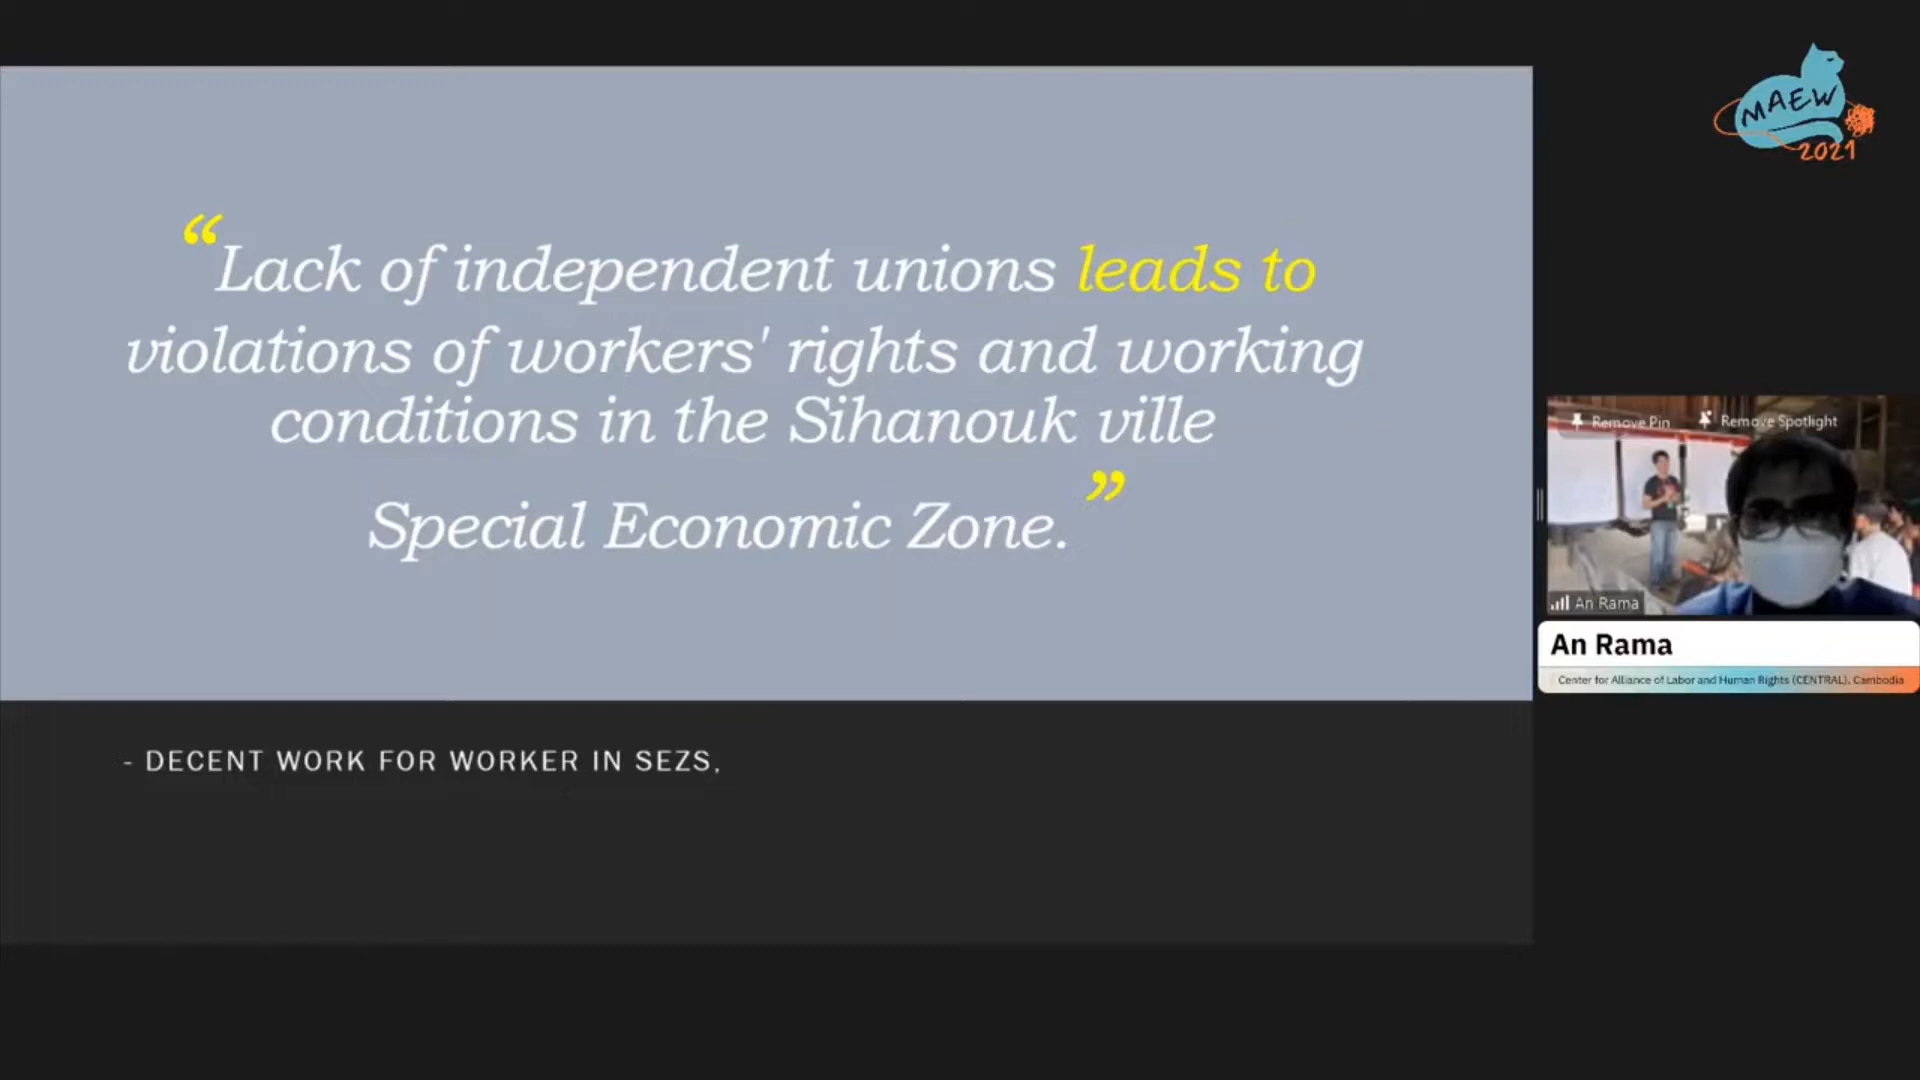 MAEW
2021
“Lack of independent unions leads to
violations of workers' rights and working
conditions in the Sihanouk ville
Special Economic Zone.”
- DECENT WORK FOR WORKER IN SEZS,
Remove Pin
Remove Spotlight
An Rama
An Rama
Center for Alliance of Labor and Human Rights (CENTRAL), Cambodia